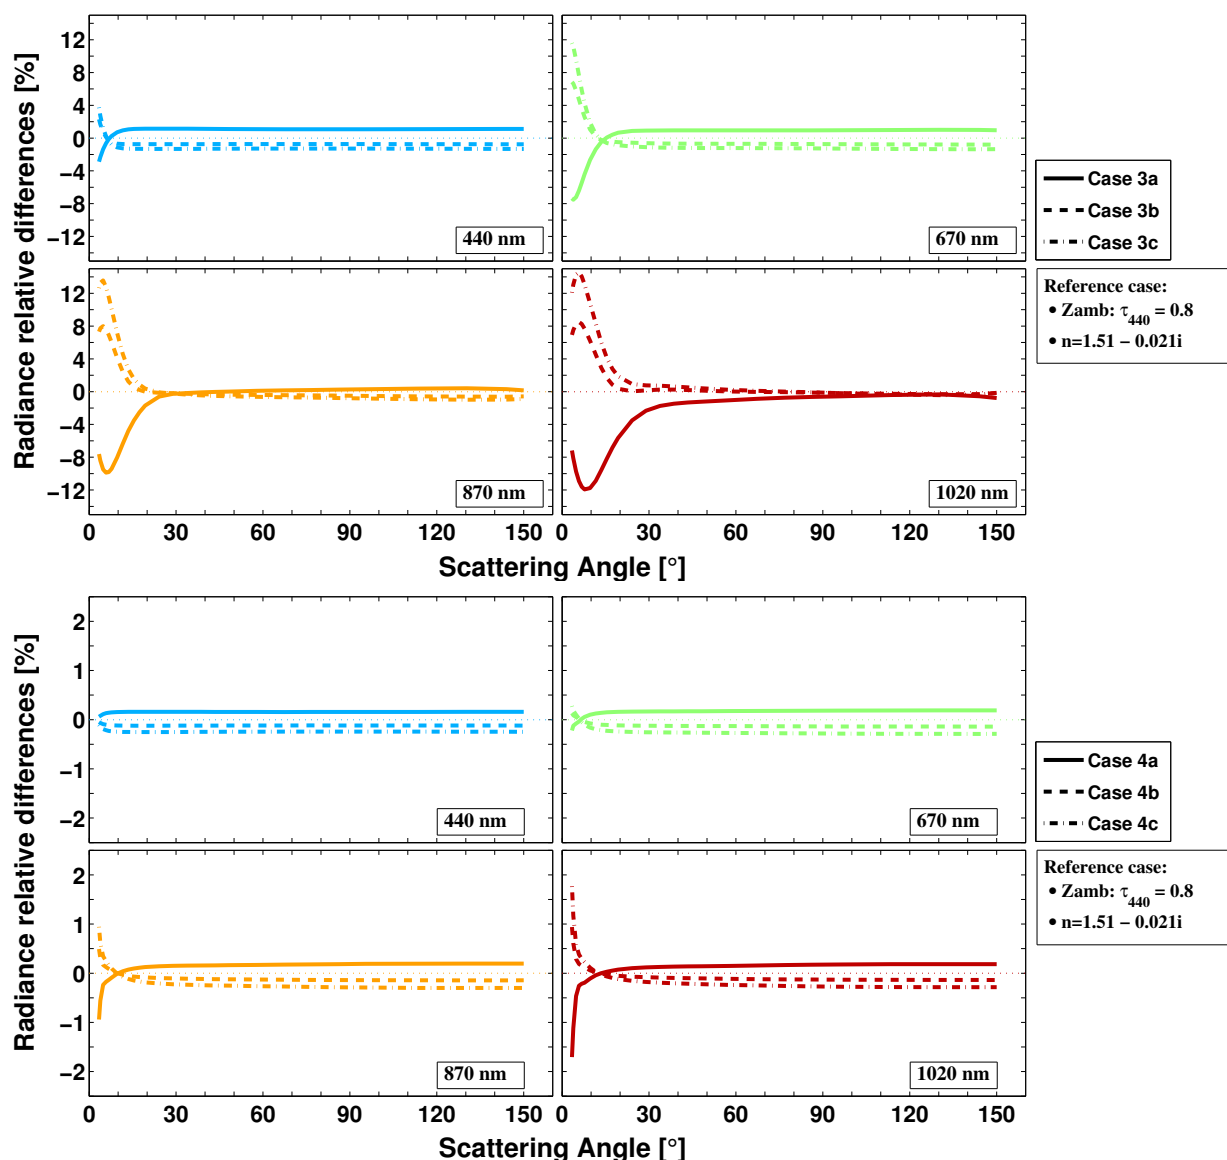 Radiance relative differences [%]
12
8
4
0
−4
−8
−12
440 nm
670 nm
Case 3a
Case 3b
Case 3c
12
8
4
0
−4
−8
−12
870 nm
1020 nm
Reference case:
• Zamb: τ440 = 0.8
• n=1.51 − 0.021i
0 30 60 90 120 150 0 30 60 90 120 150
Scattering Angle [°]
Radiance relative differences [%]
2
1
0
−1
−2
440 nm
670 nm
Case 4a
Case 4b
Case 4c
2
1
0
−1
−2
870 nm
1020 nm
Reference case:
• Zamb: τ440 = 0.8
• n=1.51 − 0.021i
0 30 60 90 120 150 0 30 60 90 120 150
Scattering Angle [°]